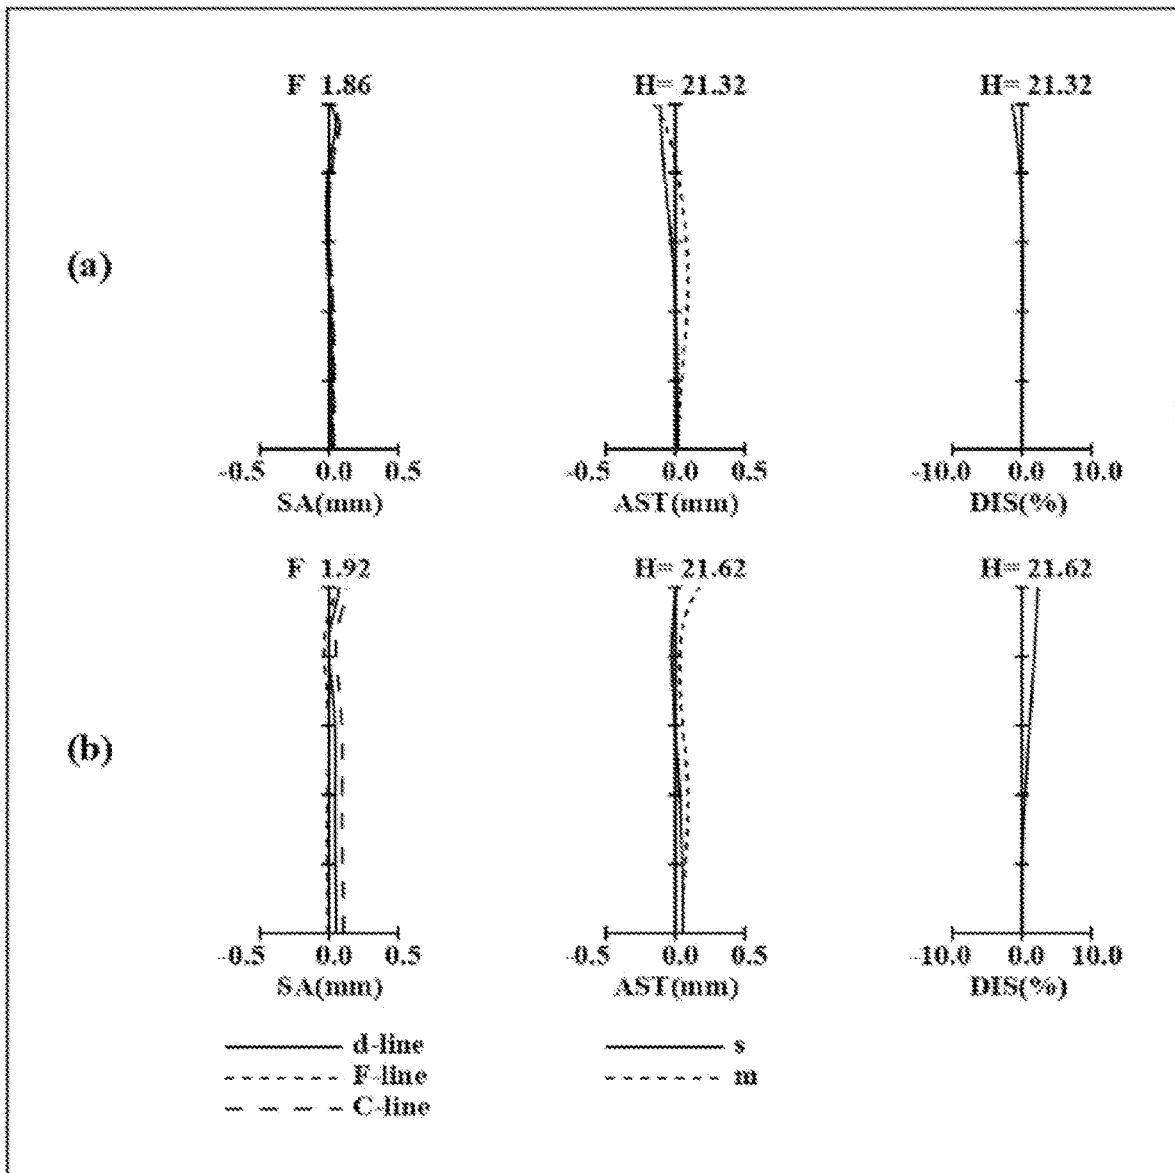 F 1.86 H= 21.32 H= 21.32
(a)
-0.5 0.0 0.5 -0.5 0.0 0.5 -10.0 0.0 10.0
SA(mm) AST(mm) DIS(%)
F 1.92 H= 21.62 H= 21.62
(b)
-0.5 0.0 0.5 -0.5 0.0 0.5 -10.0 0.0 10.0
SA(mm) AST(mm) DIS(%)
d-line s
F-line m
C-line